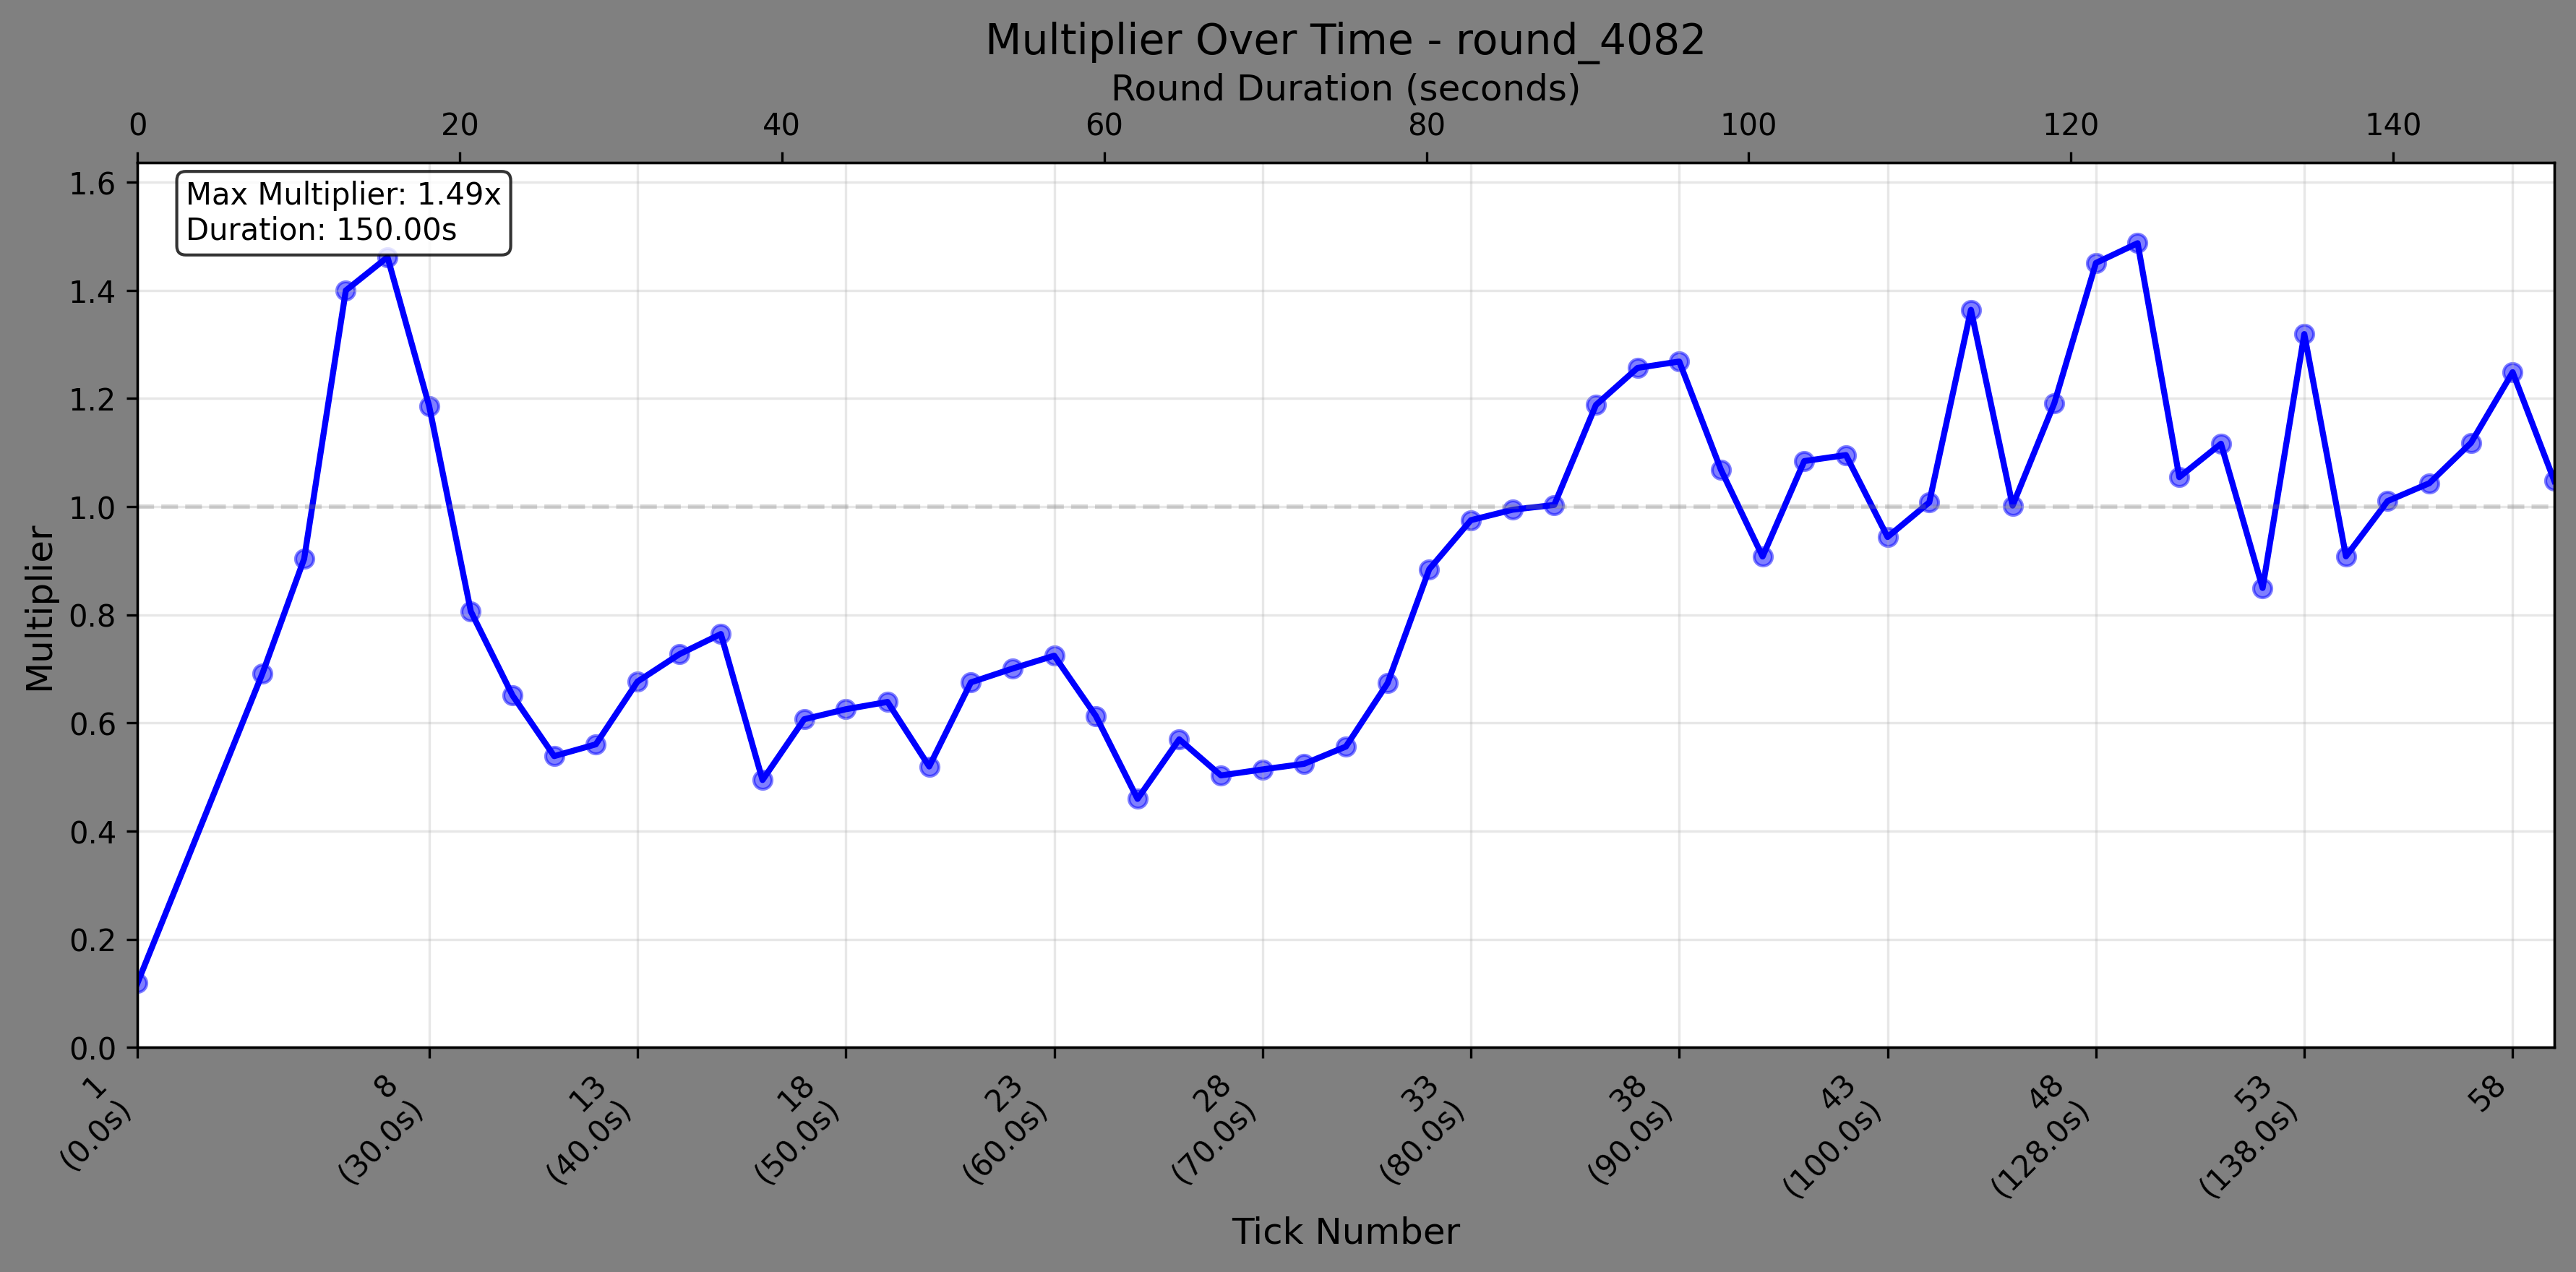 Multiplier Over Time - round_4082
Round Duration (seconds)
0 20 40 60 80 100 120 140
Max Multiplier: 1.49x
Duration: 150.00s
1.6
1.4
1.2
1.0
0.8
0.6
0.4
0.2
0.0
Multiplier
1
(0.0s)
8
(30.0s)
13
(40.0s)
18
(50.0s)
23
(60.0s)
28
(70.0s)
33
(80.0s)
38
(90.0s)
43
(100.0s)
48
(128.0s)
53
(138.0s)
58
Tick Number